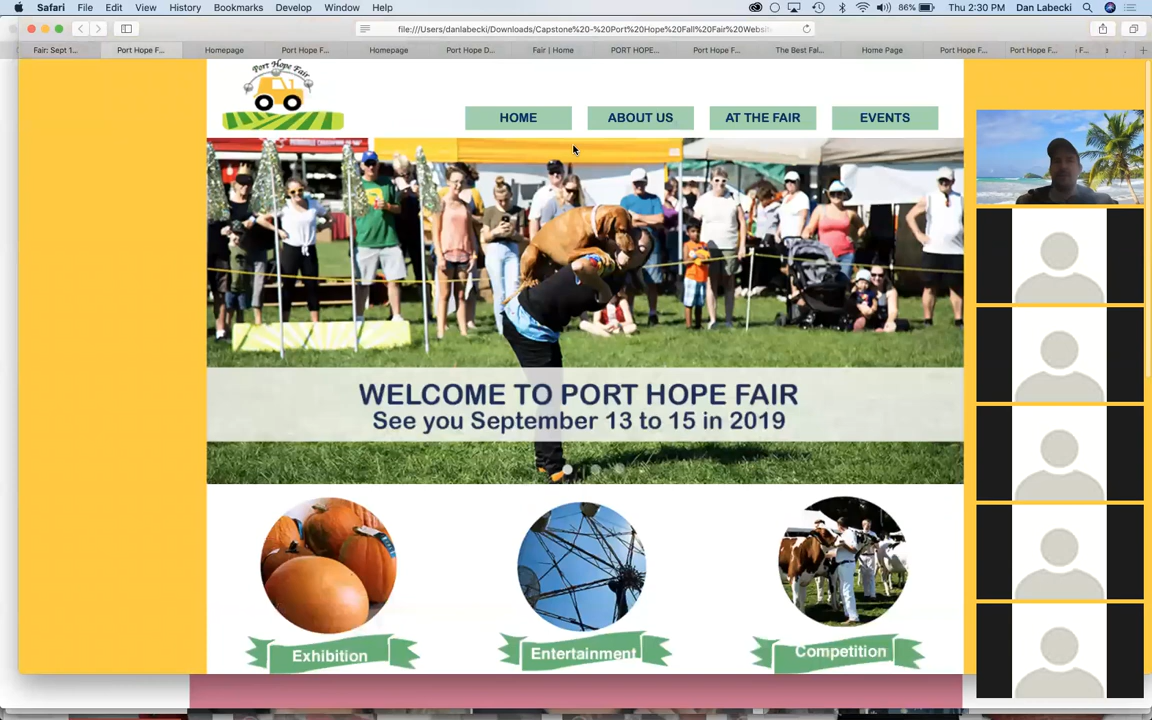 Safari File Edit View History Bookmarks Develop Window Help 86% Thu 2:30 PM Dan Labecki
file:///Users/danlabecki/Downloads/Capstone%20-%20Port%20Hope%20Fall%20Fair%20Websit
Fair: Sept 1... Port Hope F... Homepage Port Hope F... Homepage Port Hope D... Fair | Home PORT HOPE... Port Hope F... The Best Fal... Home Page Port Hope F... Port Hope F... F...
Port Hope Fair
HOME ABOUT US AT THE FAIR EVENTS
WELCOME TO PORT HOPE FAIR
See you September 13 to 15 in 2019
Exhibition Entertainment Competition